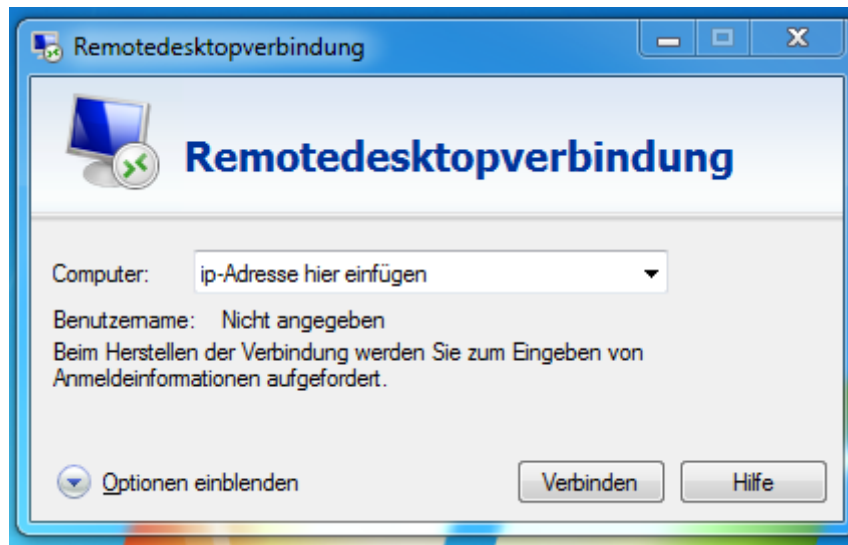 Remotedesktopverbindung
Remotedesktopverbindung
Computer: ip-Adresse hier einfügen
Benutzername: Nicht angegeben
Beim Herstellen der Verbindung werden Sie zum Eingeben von
Anmeldeinformationen aufgefordert.
Optionen einblenden Verbinden Hilfe